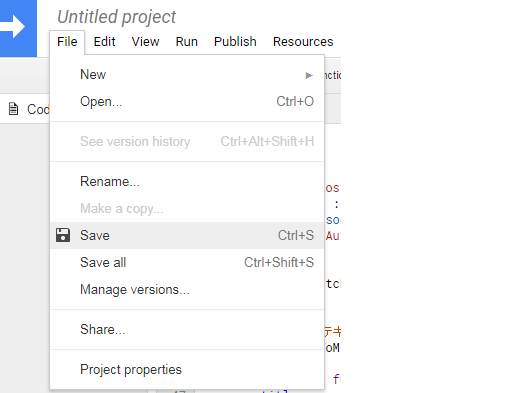 Untitled project
File Edit View Run Publish Resources
New
Open... Ctrl+O
See version history Ctrl+Alt+Shift+H
Rename...
Make a copy...
Save Ctrl+S
Save all Ctrl+Shift+S
Manage versions...
Share...
Project properties